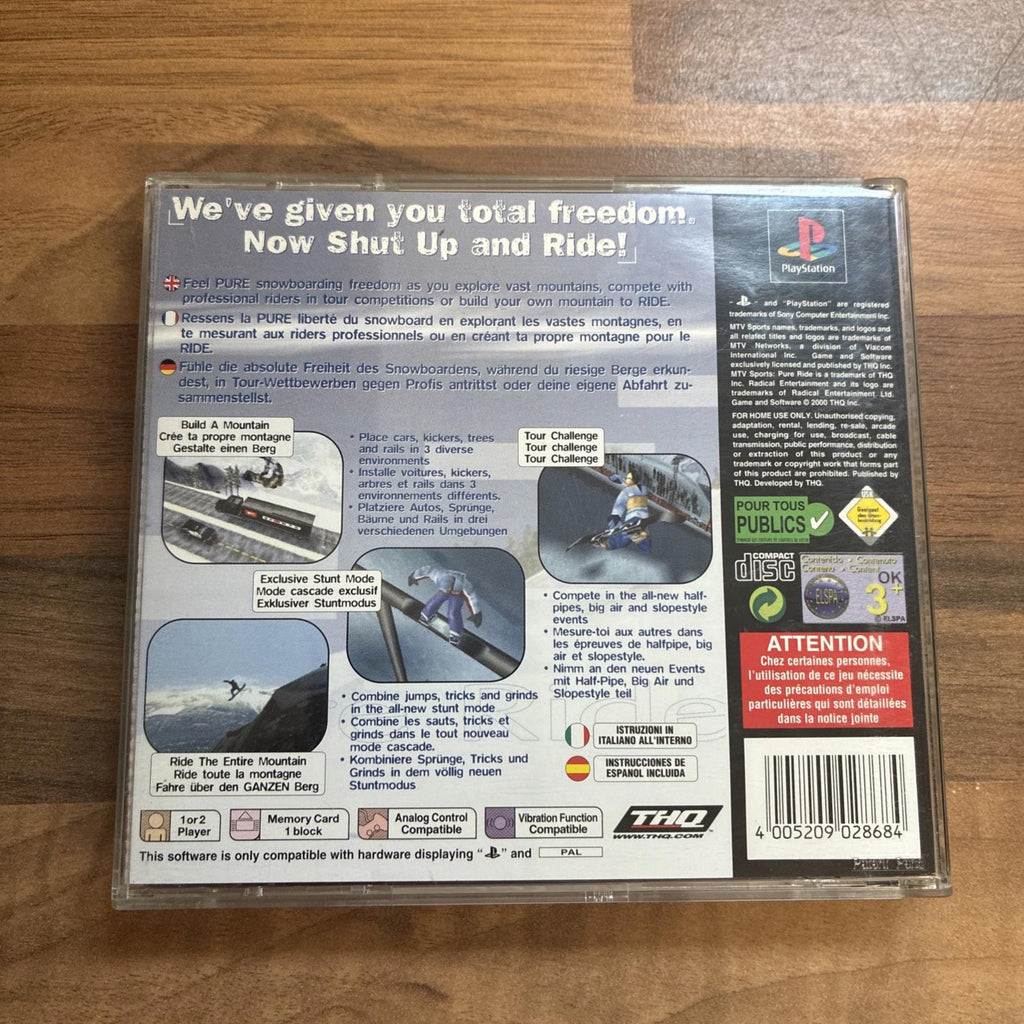 We've given you total freedom.
Now Shut Up and Ride!
Feel PURE snowboarding freedom as you explore vast mountains, compete with
professional riders in tour competitions or build your own mountain to RIDE.
Ressens la PURE liberté du snowboard en explorant les vastes montagnes, en
te mesurant aux riders professionnels ou en créant ta propre montagne pour le
RIDE.
Fühle die absolute Freiheit des Snowboardens, während du riesige Berge erkun-
dest, in Tour-Wettbewerben gegen Profis antrittst oder deine eigene Abfahrt zu-
sammenstellst.
Build A Mountain
Crée ta propre montagne
Gestalte einen Berg
• Place cars, kickers, trees
and rails in 3 diverse
environments
• Installe voitures, kickers,
arbres et rails dans 3
environnements différents.
• Platziere Autos, Sprünge,
Bäume und Rails in drei
verschiedenen Umgebungen
Tour Challenge
Tour challenge
Tour Challenge
Exclusive Stunt Mode
Mode cascade exclusif
Exklusiver Stuntmodus
• Compete in the all-new half-
pipes, big air and slopestyle
events
• Mesure-toi aux autres dans
les épreuves de halfpipe, big
air et slopestyle.
• Nimm an den neuen Events
mit Half-Pipe, Big Air und
Slopestyle teil
• Combine jumps, tricks and grinds
in the all-new stunt mode
• Combine les sauts, tricks et
grinds dans le tout nouveau
mode cascade.
• Kombiniere Sprünge, Tricks und
Grinds in dem völlig neuen
Stuntmodus
Ride The Entire Mountain
Ride toute la montagne
Fahre über den GANZEN Berg
Ride
ISTRUZIONI IN
ITALIANO ALL'INTERNO
INSTRUCCIONES DE
ESPANOL INCLUIDA
1 or 2
Player
Memory Card
1 block
Analog Control
Compatible
Vibration Function
Compatible
THQ
WWW.THQ.COM
This software is only compatible with hardware displaying " " and PAL
PlayStation
" " and "PlayStation" are registered
trademarks of Sony Computer Entertainment Inc.
MTV Sports names, trademarks, and logos and
all related titles and logos are trademarks of
MTV Networks, a division of Viacom
International Inc. Game and Software
exclusively licensed and published by THQ Inc.
MTV Sports: Pure Ride is a trademark of THQ
Inc. Radical Entertainment and its logo are
trademarks of Radical Entertainment Ltd.
Game and Software © 2000 THQ Inc.
FOR HOME USE ONLY. Unauthorised copying,
adaptation, rental, lending, re-sale, arcade
use, charging for use, broadcast, cable
transmission, public performance, distribution
or extraction of this product or any
trademark or copyright work that forms part
of this product are prohibited. Published by
THQ. Developed by THQ.
POUR TOUS
PUBLICS
USK
Geeignet
ohne Alters-
beschränkung
COMPACT
disc
Contenido • Contenuto
Contenu • Content
ELSPA
OK
3+
© ELSPA
ATTENTION
Chez certaines personnes,
l'utilisation de ce jeu nécessite
des précautions d'emploi
particulières qui sont détaillées
dans la notice jointe
4 005209 028684